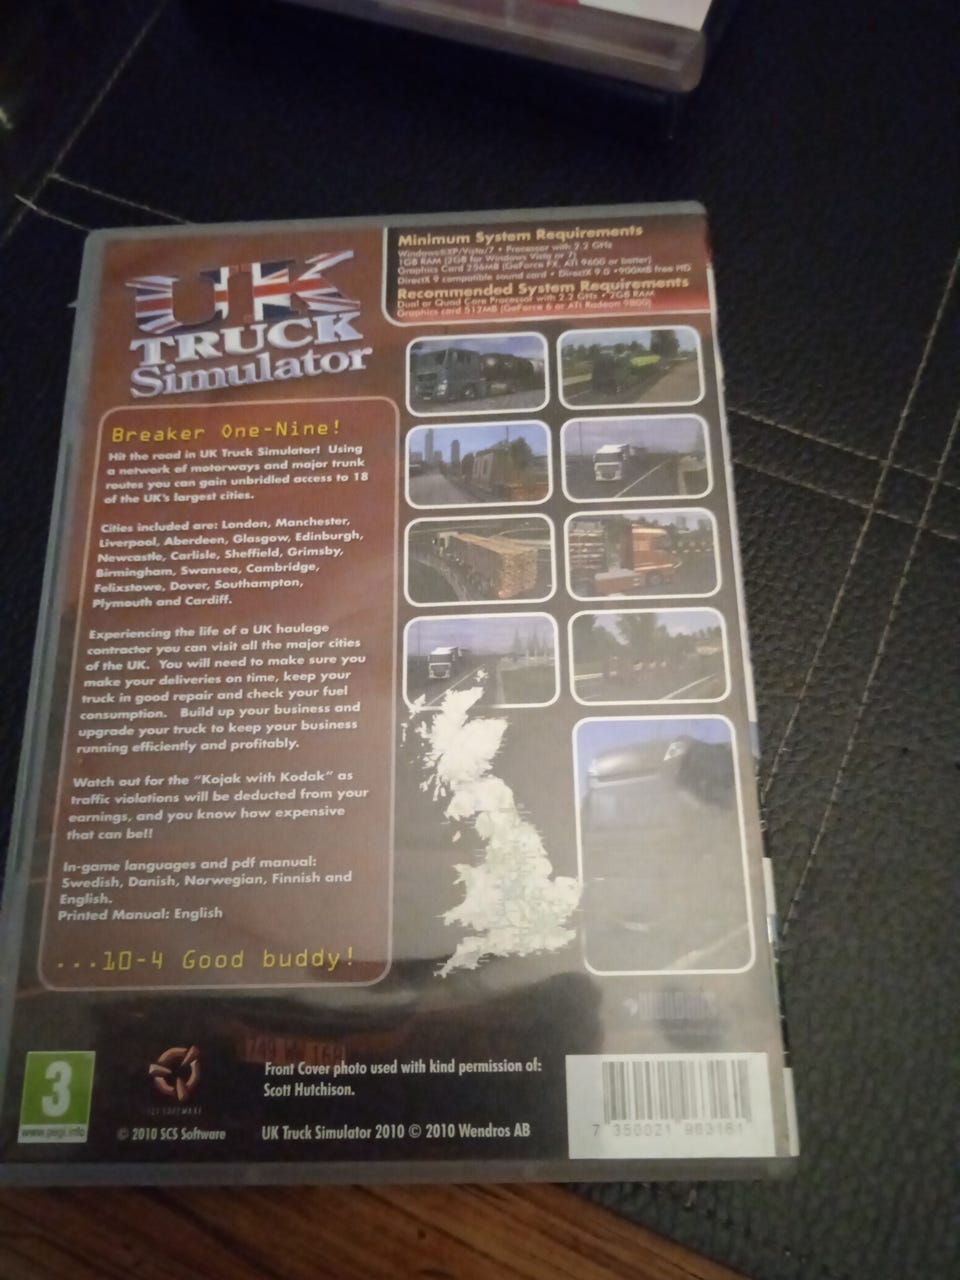 UK
TRUCK
Simulator
Minimum System Requirements
Windows®XP/Vista/7 • Processor with 2.2 GHz
1GB RAM (2GB for Windows Vista or 7)
Graphics Card 256MB (GeForce FX, ATI 9600 or better)
DirectX 9 compatible sound card • DirectX 9.0 • 900MB free HD
Recommended System Requirements
Dual or Quad Core Processor with 2.2 GHz • 2GB RAM
Graphics card 512MB (GeForce 6 or ATI Radeon 9800)
Breaker One-Nine!
Hit the road in UK Truck Simulator! Using
a network of motorways and major trunk
routes you can gain unbridled access to 18
of the UK's largest cities.
Cities included are: London, Manchester,
Liverpool, Aberdeen, Glasgow, Edinburgh,
Newcastle, Carlisle, Sheffield, Grimsby,
Birmingham, Swansea, Cambridge,
Felixstowe, Dover, Southampton,
Plymouth and Cardiff.
Experiencing the life of a UK haulage
contractor you can visit all the major cities
of the UK. You will need to make sure you
make your deliveries on time, keep your
truck in good repair and check your fuel
consumption. Build up your business and
upgrade your truck to keep your business
running efficiently and profitably.
Watch out for the "Kojak with Kodak" as
traffic violations will be deducted from your
earnings, and you know how expensive
that can be!!
In-game languages and pdf manual:
Swedish, Danish, Norwegian, Finnish and
English.
Printed Manual: English
...10-4 Good buddy!
3
www.pegi.info
SCS SOFTWARE
© 2010 SCS Software
Front Cover photo used with kind permission of:
Scott Hutchison.
UK Truck Simulator 2010 © 2010 Wendros AB
7 350021 983161